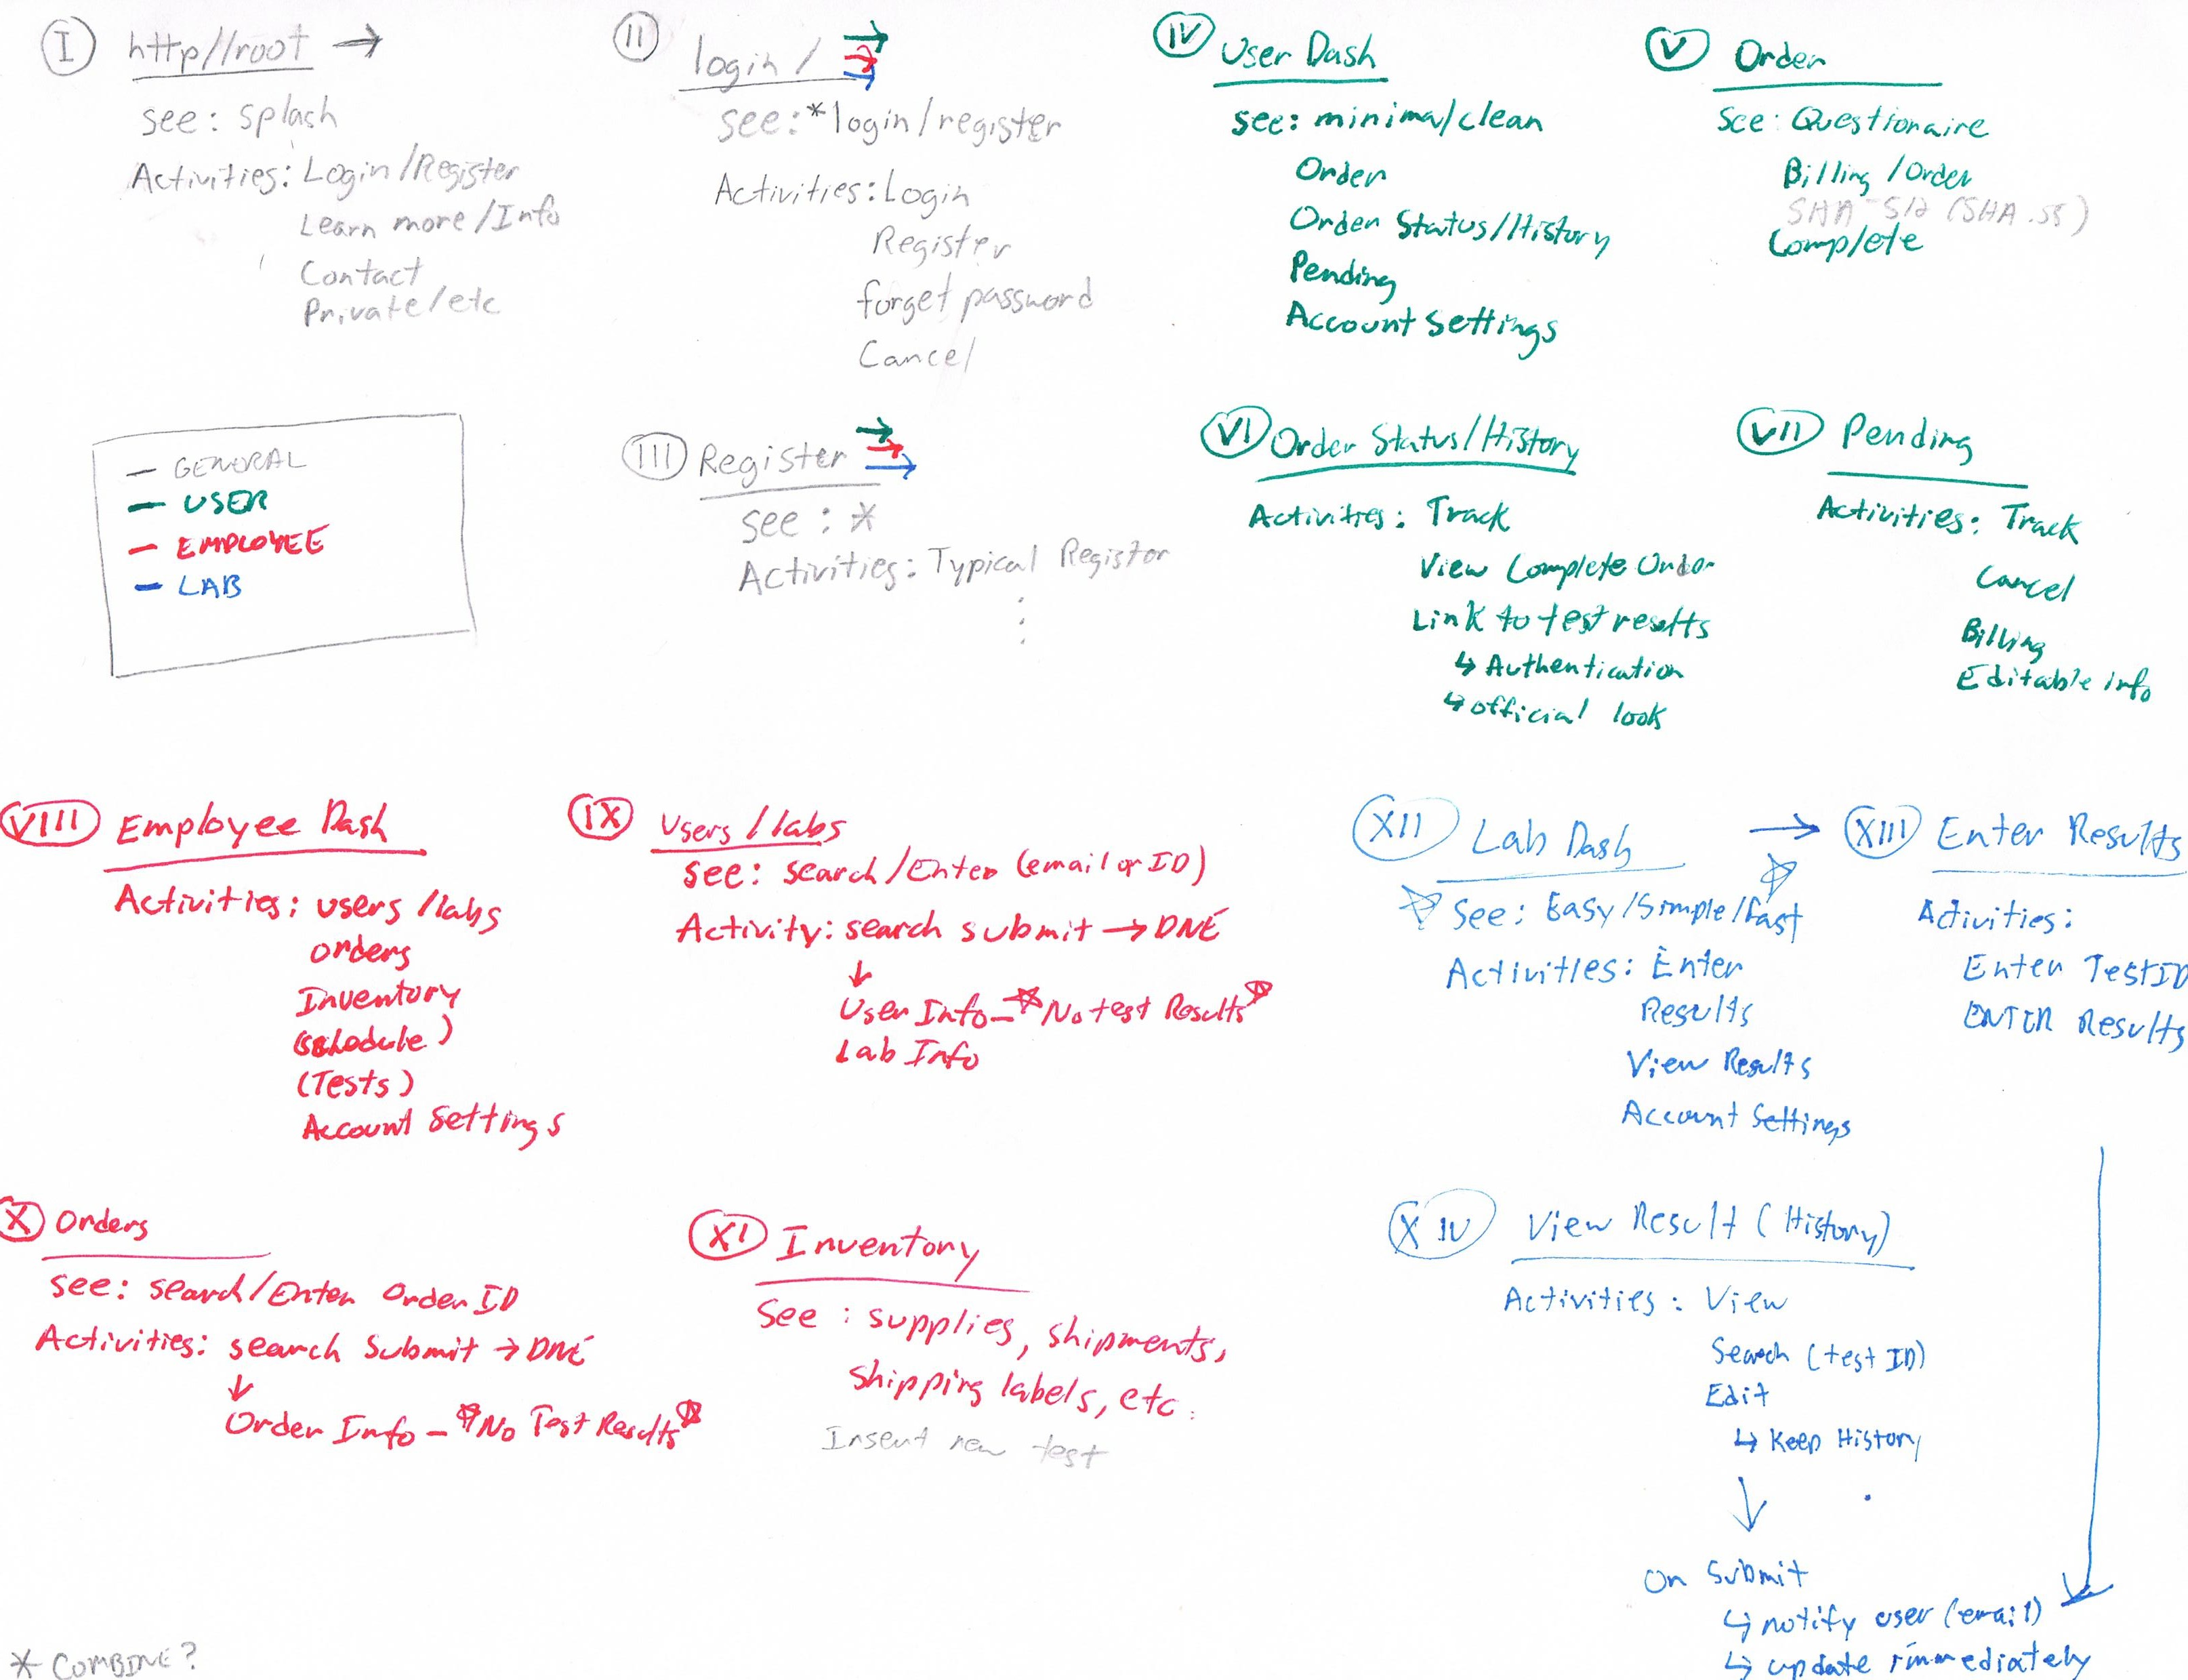 I http//root →
see: splash
Activities: Login/Register
Learn more/Info
Contact
Private/etc
II login/
see: *login/register
Activities: Login
Register
forget password
Cancel
III Register
see: *
Activities: Typical Registor
GENERAL
USER
EMPLOYEE
LAB
IV User Dash
see: minimal/clean
Order
Order Status/History
Pending
Account Settings
V Order
See: Questionaire
Billing/Order
Complete
VI Order Status/History
Activities: Track
View Complete Order
Link to test results
↳ Authentication
↳ official look
VII Pending
Activities: Track
Cancel
Billing
Editable info
VIII Employee Dash
Activities: users/labs
orders
Inventory
(schedule)
(Tests)
Account Settings
IX Users/labs
see: search/Enter (email or ID)
Activity: search submit → DNE
↓
User Info - *No test Results*
Lab Info
X Orders
see: search/Enter Order ID
Activities: search submit → DNE
↓
Order Info - *No Test Results*
XI Inventory
See: supplies, shipments,
shipping labels, etc.
Insert new test
XII Lab Dash →
See: Easy/Simple/Fast
Activities: Enter
Results
View Results
Account Settings
XIII Enter Results
Activities:
Enter TestID
ENTER Results
XIV View Result (History)
Activities: View
Search (test ID)
Edit
↳ Keep History
↓
On Submit
↳ notify user (email)
↳ update immediately
* COMBINE?